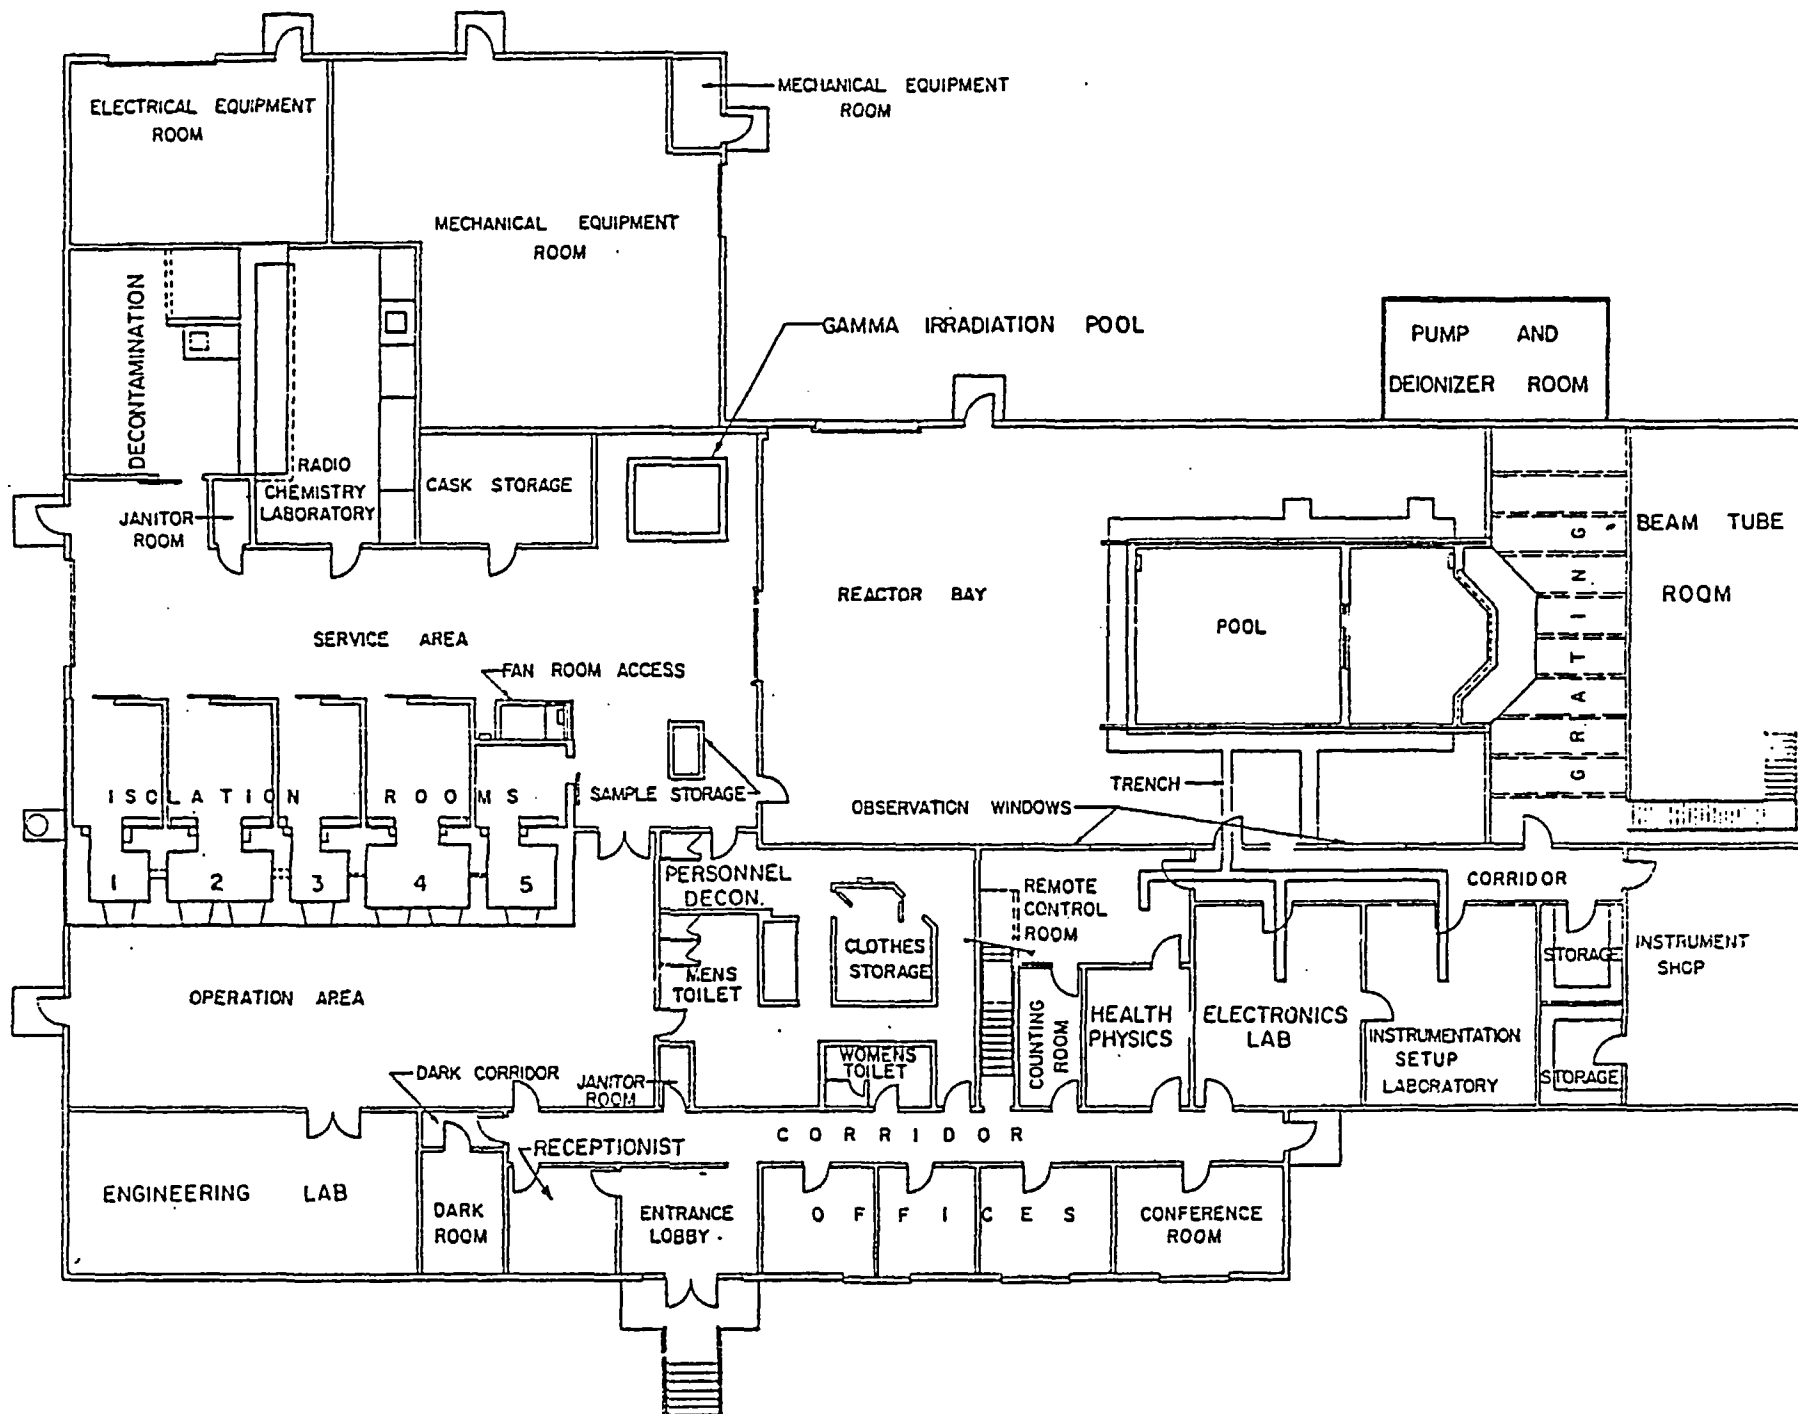 MECHANICAL EQUIPMENT
ROOM
ELECTRICAL EQUIPMENT
ROOM
MECHANICAL EQUIPMENT
ROOM
DECONTAMINATION
GAMMA IRRADIATION POOL
PUMP AND
DEIONIZER ROOM
RADIO
CHEMISTRY
LABORATORY
CASK STORAGE
JANITOR
ROOM
BEAM TUBE
ROOM
REACTOR BAY
POOL
GRATING
SERVICE AREA
FAN ROOM ACCESS
ISCLATION ROOMS
SAMPLE STORAGE
TRENCH
OBSERVATION WINDOWS
1 2 3 4 5
PERSONNEL
DECON.
REMOTE
CONTROL
ROOM
CORRIDOR
CLOTHES
STORAGE
MENS
TOILET
STORAGE
INSTRUMENT
SHOP
OPERATION AREA
COUNTING
ROOM
HEALTH
PHYSICS
ELECTRONICS
LAB
INSTRUMENTATION
SETUP
LABORATORY
STORAGE
WOMENS
TOILET
DARK CORRIDOR
JANITOR
ROOM
CORRIDOR
RECEPTIONIST
ENGINEERING LAB
DARK
ROOM
ENTRANCE
LOBBY
OFFICES
CONFERENCE
ROOM